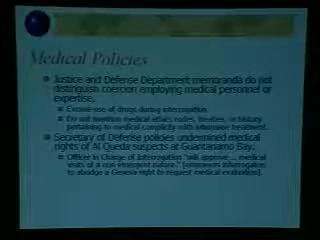 Medical Policies
Justice and Defense Department memoranda do not
distinguish coercion employing medical personnel or
expertise.
Excuse use of drugs during interrogation.
Do not mention medical ethics codes, treaties, or history
pertaining to medical complicity with inhumane treatment.
Secretary of Defense policies undermined medical
rights of Al Queda suspects at Guantanamo Bay.
Officer in Charge of Interrogation "will approve ... medical
visits of a non emergent nature." [empowers interrogation
to abridge a Geneva right to request medical evaluation].